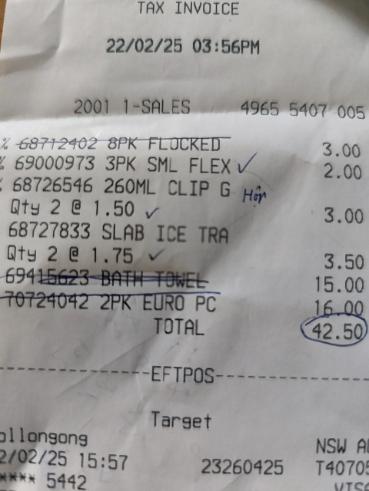 TAX INVOICE
22/02/25 03:56PM
2001 1-SALES 4965 5407 005
% 68712402 8PK FLOCKED 3.00
% 69000973 3PK SML FLEX ✓ 2.00
% 68726546 260ML CLIP G
Qty 2 @ 1.50 ✓ 3.00
68727833 SLAB ICE TRA
Qty 2 @ 1.75 ✓ 3.50
69415623 BATH TOWEL 15.00
70724042 2PK EURO PC 16.00
TOTAL 42.50
EFTPOS
Target
ollongong NSW A
2/02/25 15:57 23260425 T40705
**** 5442 VISA